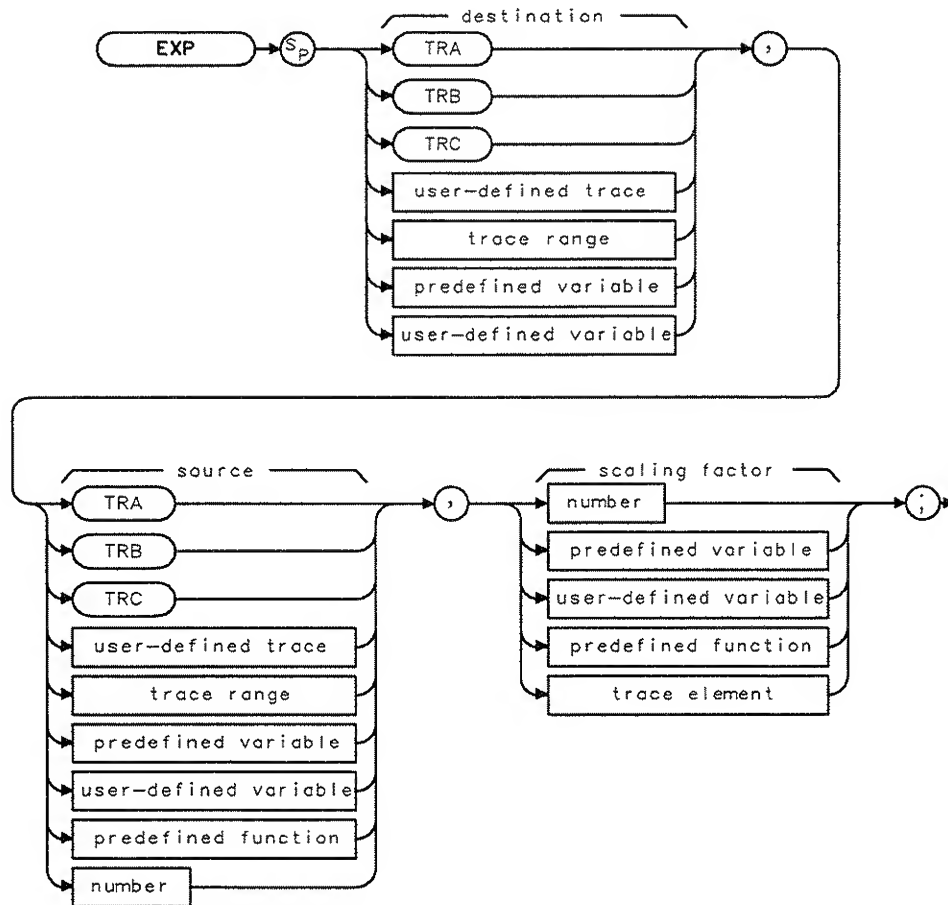 destination
EXP
SP
TRA
,
TRB
TRC
user-defined trace
trace range
predefined variable
user-defined variable
source
TRA
TRB
TRC
user-defined trace
trace range
predefined variable
user-defined variable
predefined function
number
,
scaling factor
number
predefined variable
user-defined variable
predefined function
trace element
;